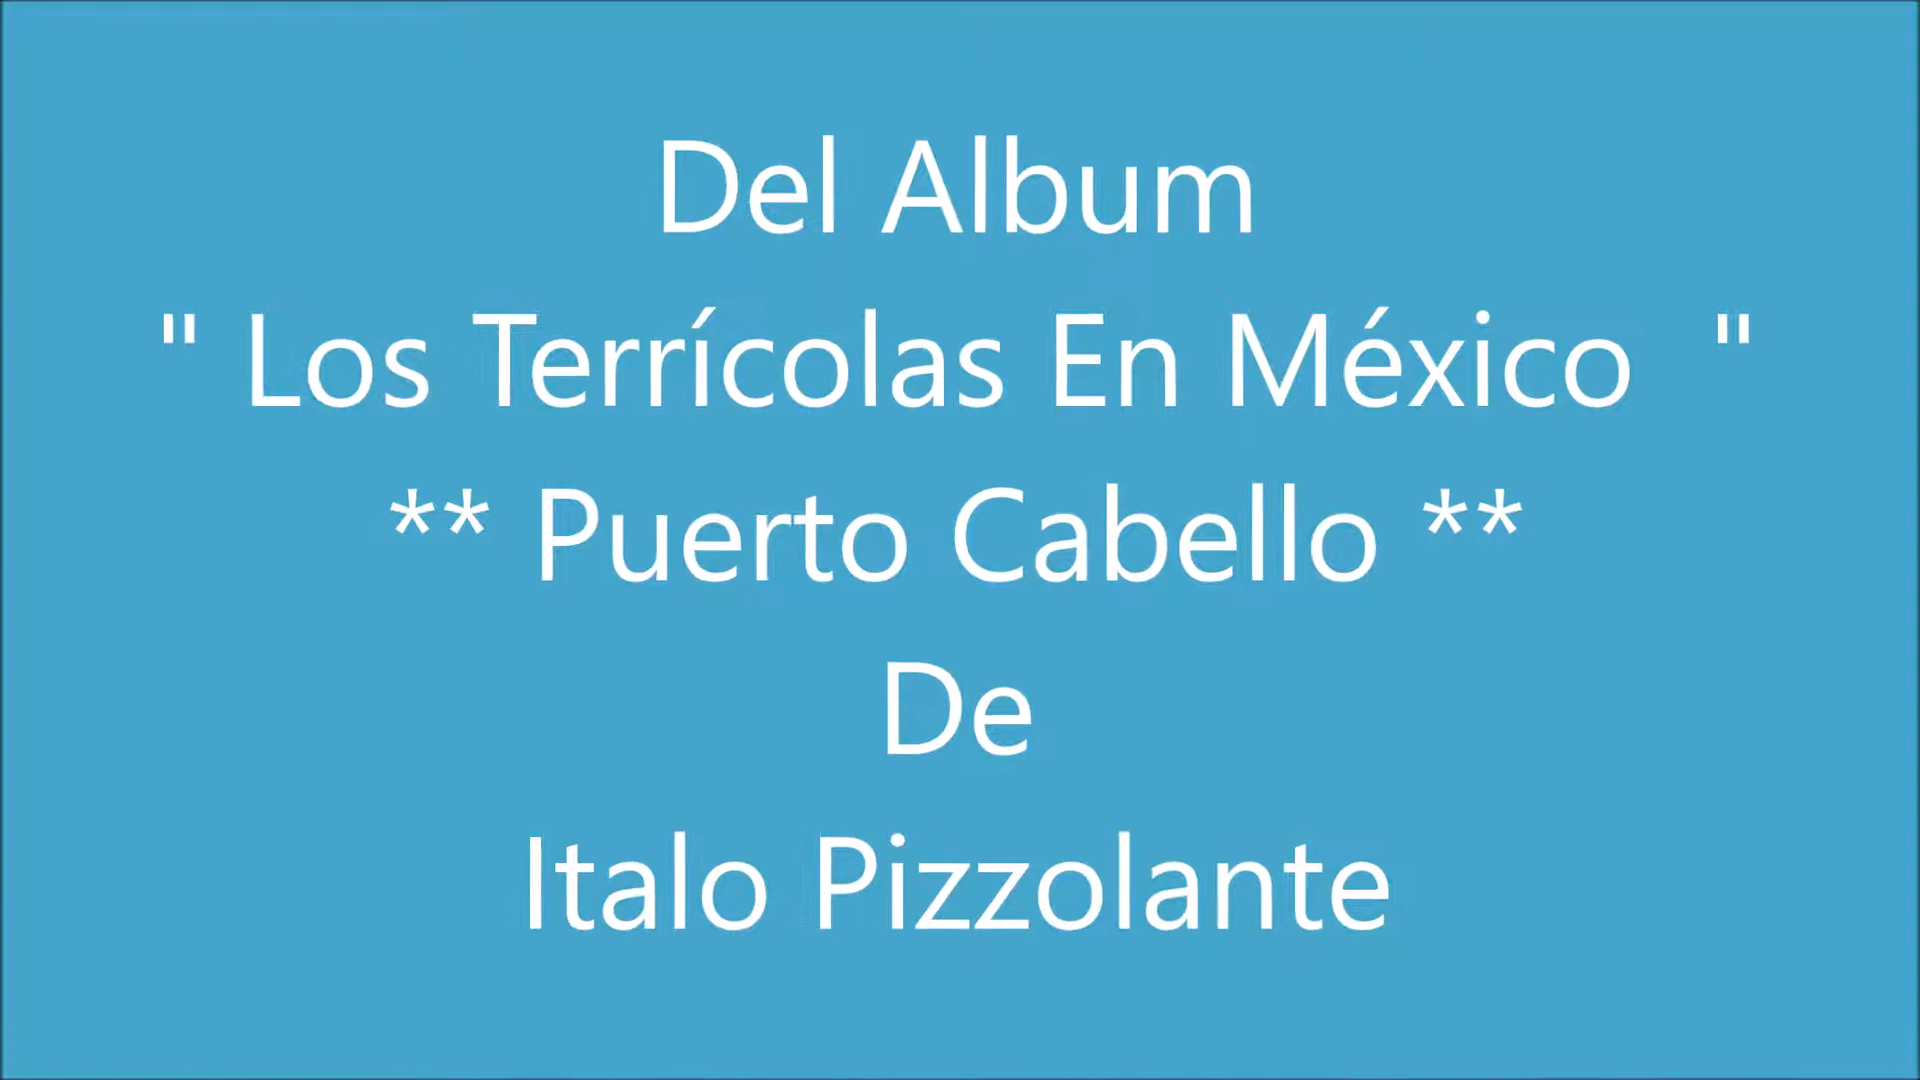 Del Album
" Los Terrícolas En México  "
** Puerto Cabello **
De
Italo Pizzolante